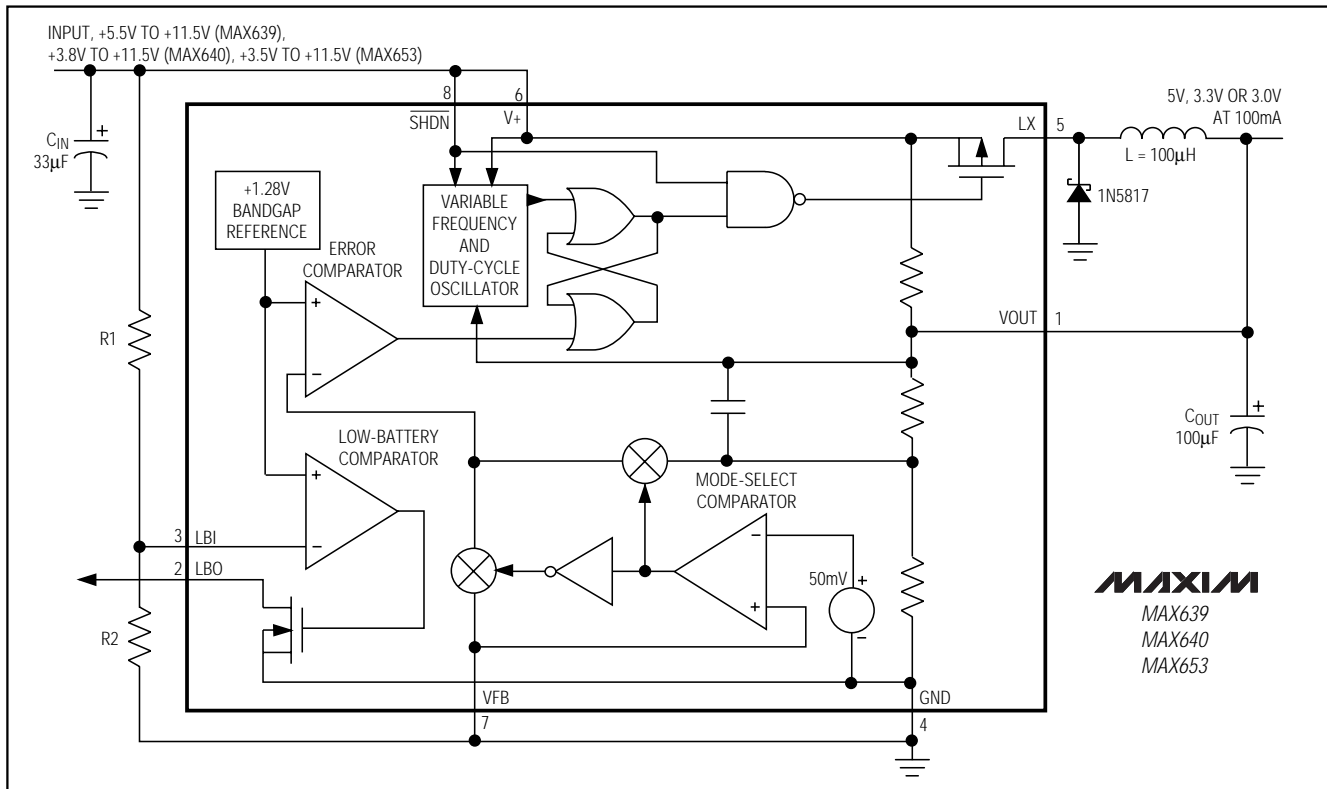 INPUT, +5.5V TO +11.5V (MAX639),
+3.8V TO +11.5V (MAX640), +3.5V TO +11.5V (MAX653)
8
6
SHDN
V+
LX
5
5V, 3.3V OR 3.0V
AT 100mA
CIN
33µF
+
L = 100µH
1N5817
+1.28V
BANDGAP
REFERENCE
VARIABLE
FREQUENCY
AND
DUTY-CYCLE
OSCILLATOR
ERROR
COMPARATOR
+
−
R1
VOUT
1
COUT
100µF
+
LOW-BATTERY
COMPARATOR
+
−
MODE-SELECT
COMPARATOR
−
+
50mV
+
−
3
LBI
2
LBO
R2
VFB
7
GND
4
MAXIM
MAX639
MAX640
MAX653